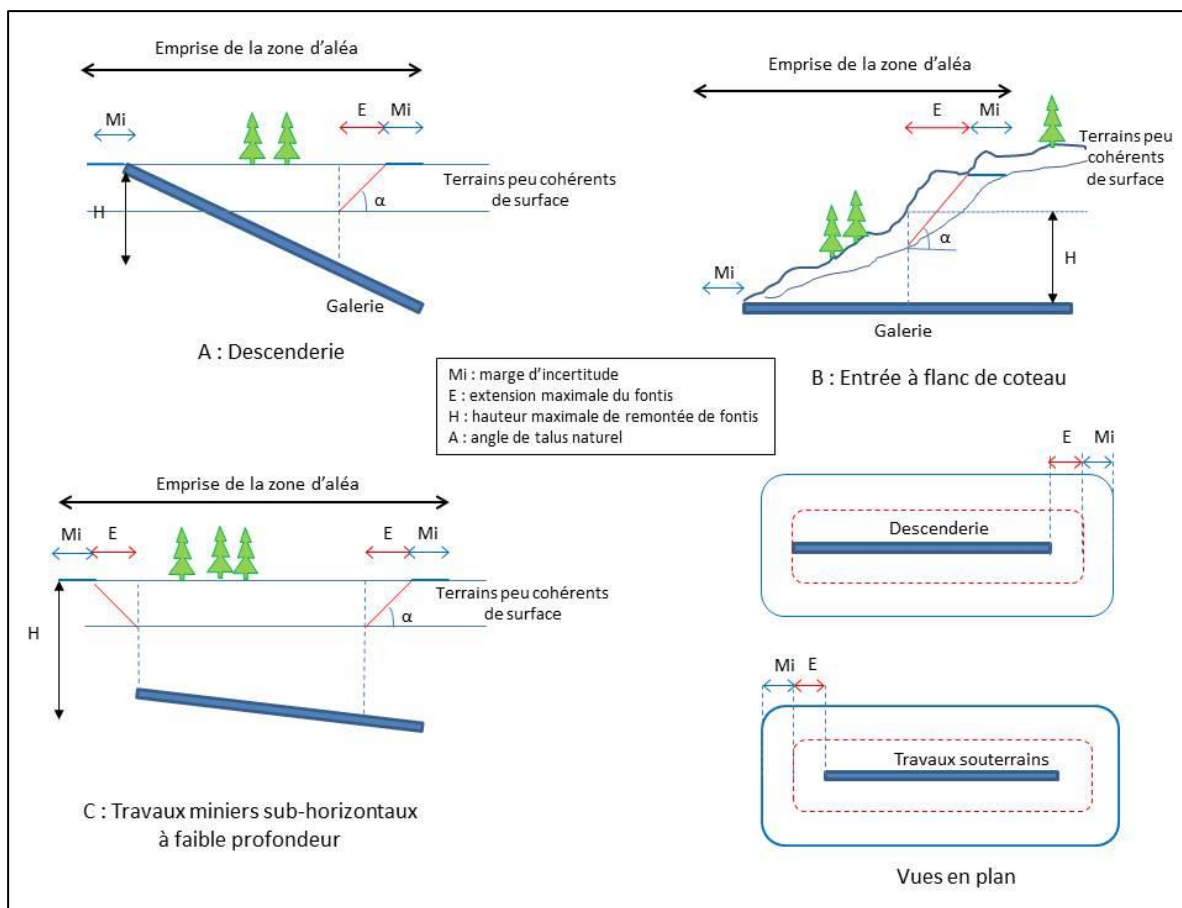 Emprise de la zone d’aléa
Mi
E
Mi
H
α
Terrains peu cohérents
de surface
Galerie
A : Descenderie
Emprise de la zone d’aléa
E
Mi
Terrains peu
cohérents
de surface
α
H
Mi
Galerie
B : Entrée à flanc de coteau
Mi : marge d’incertitude
E : extension maximale du fontis
H : hauteur maximale de remontée de fontis
A : angle de talus naturel
Emprise de la zone d’aléa
Mi
E
E
Mi
H
α
Terrains peu cohérents
de surface
C : Travaux miniers sub-horizontaux
à faible profondeur
E
Mi
Descenderie
Mi
E
Travaux souterrains
Vues en plan